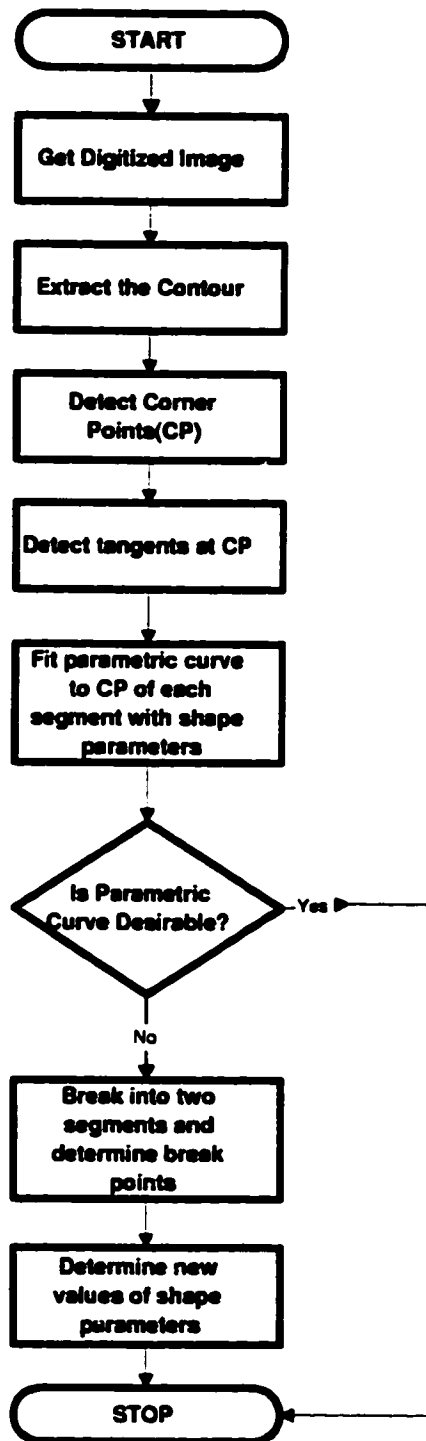 START
Get Digitized Image
Extract the Contour
Detect Corner
Points(CP)
Detect tangents at CP
Fit parametric curve
to CP of each
segment with shape
parameters
Is Parametric
Curve Desirable?
Yes
No
Break into two
segments and
determine break
points
Determine new
values of shape
parameters
STOP